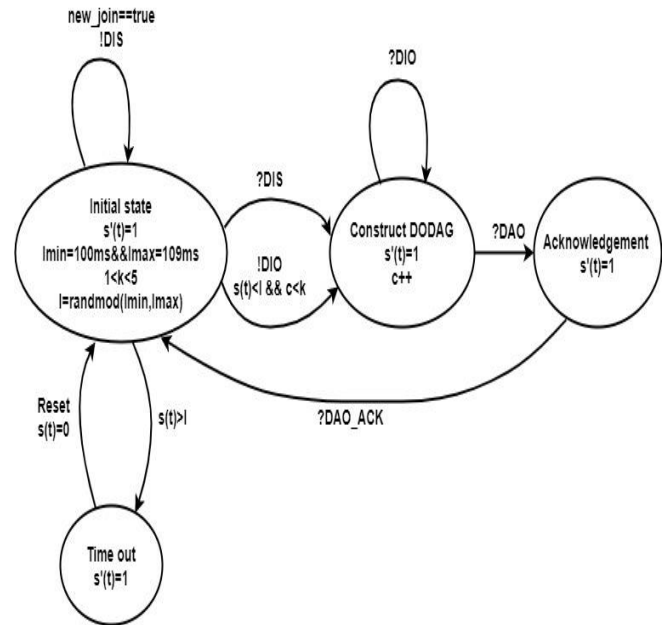 new_join==true
!DIS
?DIO
Initial state
s'(t)=1
Imin=100ms&&Imax=109ms
1<k<5
I=randmod(Imin,Imax)
?DIS
!DIO
s(t)<I && c<k
Construct DODAG
s'(t)=1
c++
?DAO
Acknowledgement
s'(t)=1
?DAO_ACK
Reset
s(t)=0
s(t)>I
Time out
s'(t)=1